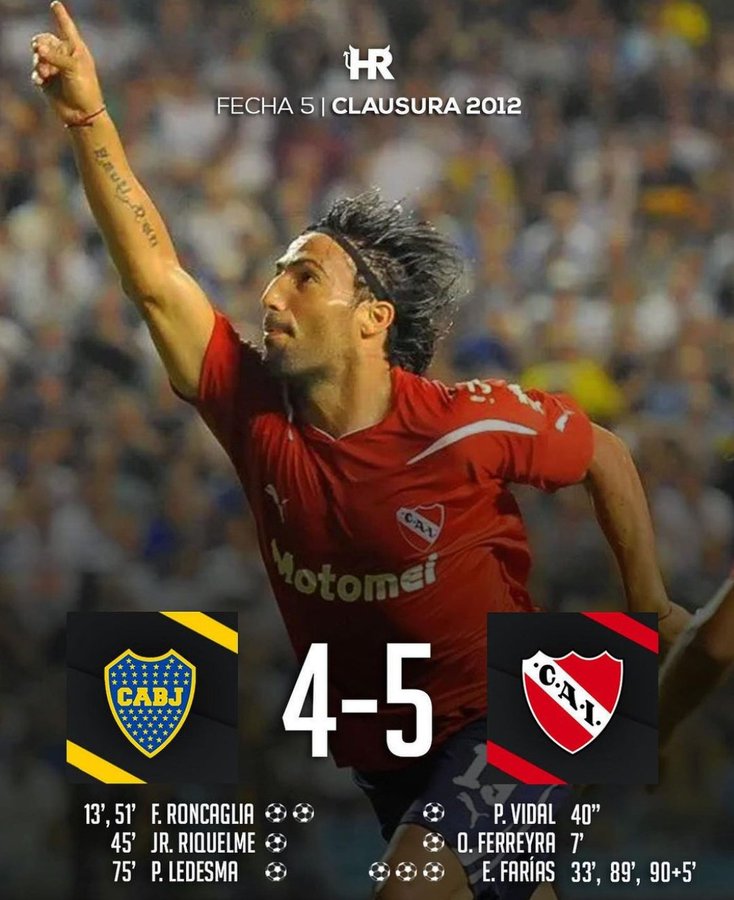 HR
FECHA 5 | CLAUSURA 2012
C.A.I.
Motomel
CABJ
4-5
·C.A.I.
13', 51' F. RONCAGLIA
45' JR. RIQUELME
75' P. LEDESMA
P. VIDAL 40”
O. FERREYRA 7'
E. FARÍAS 33', 89', 90+5'